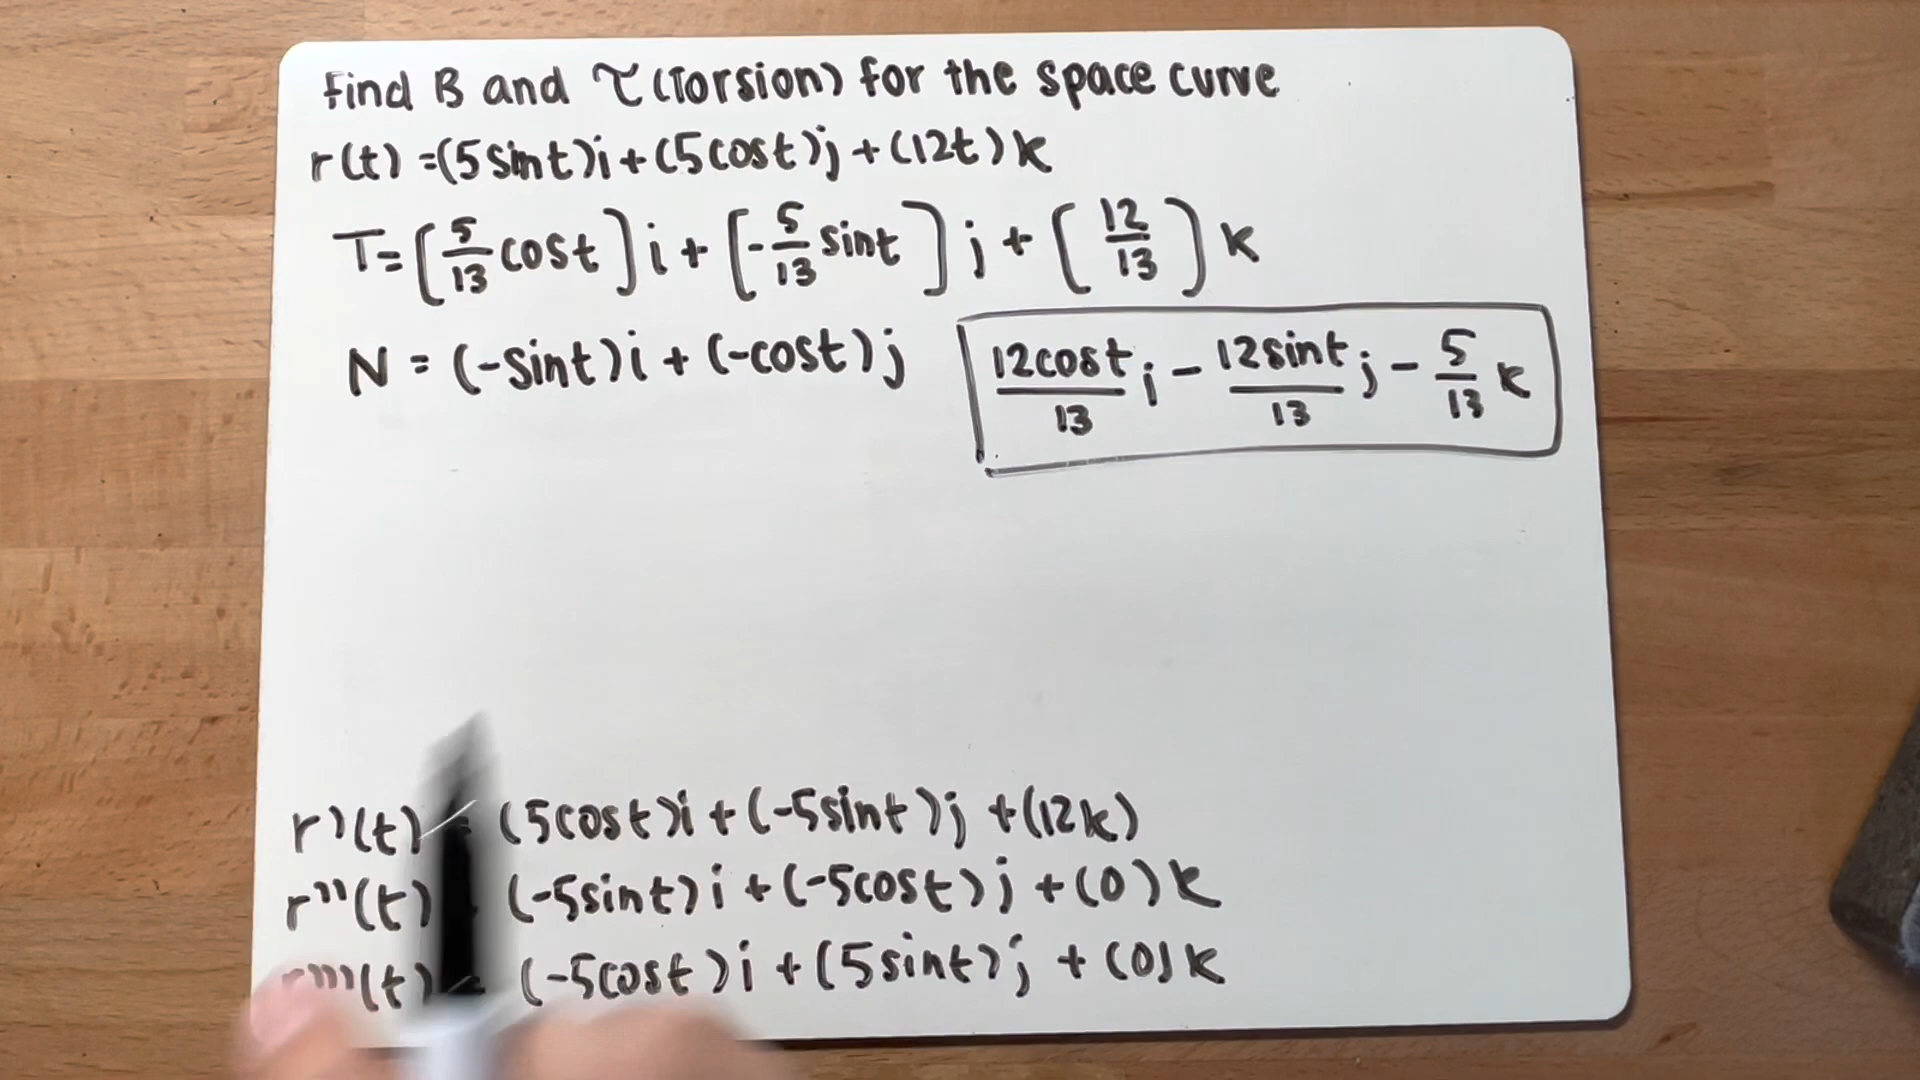 Find B and τ (Torsion) for the space curve
r(t) = (5sint)i + (5cost)j + (12t)k
T = [5/13 cost]i + [-5/13 sint]j + [12/13]k
N = (-sint)i + (-cost)j
12cost/13 i - 12sint/13 j - 5/13 k
r'(t) = (5cost)i + (-5sint)j + (12k)
r''(t) = (-5sint)i + (-5cost)j + (0)k
r'''(t) = (-5cost)i + (5sint)j + (0)k